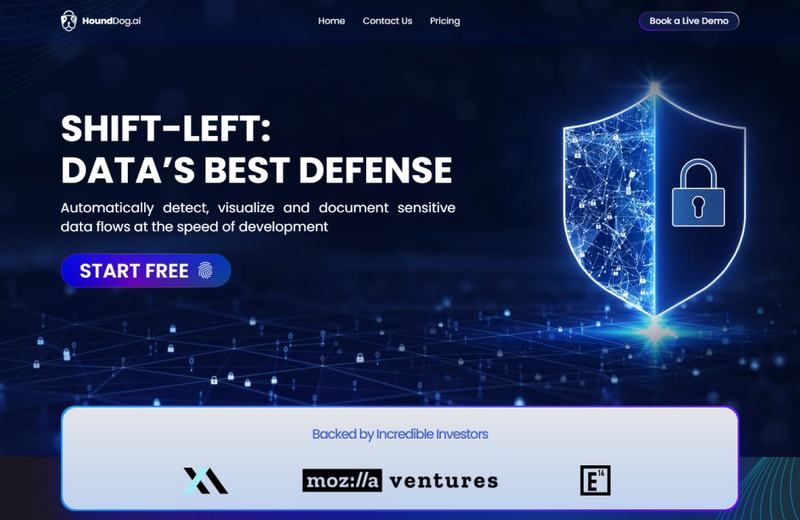 HoundDog.ai
Home Contact Us Pricing
Book a Live Demo
SHIFT-LEFT:
DATA'S BEST DEFENSE
Automatically detect, visualize and document sensitive
data flows at the speed of development
START FREE
Backed by Incredible Investors
moz://a ventures
E14